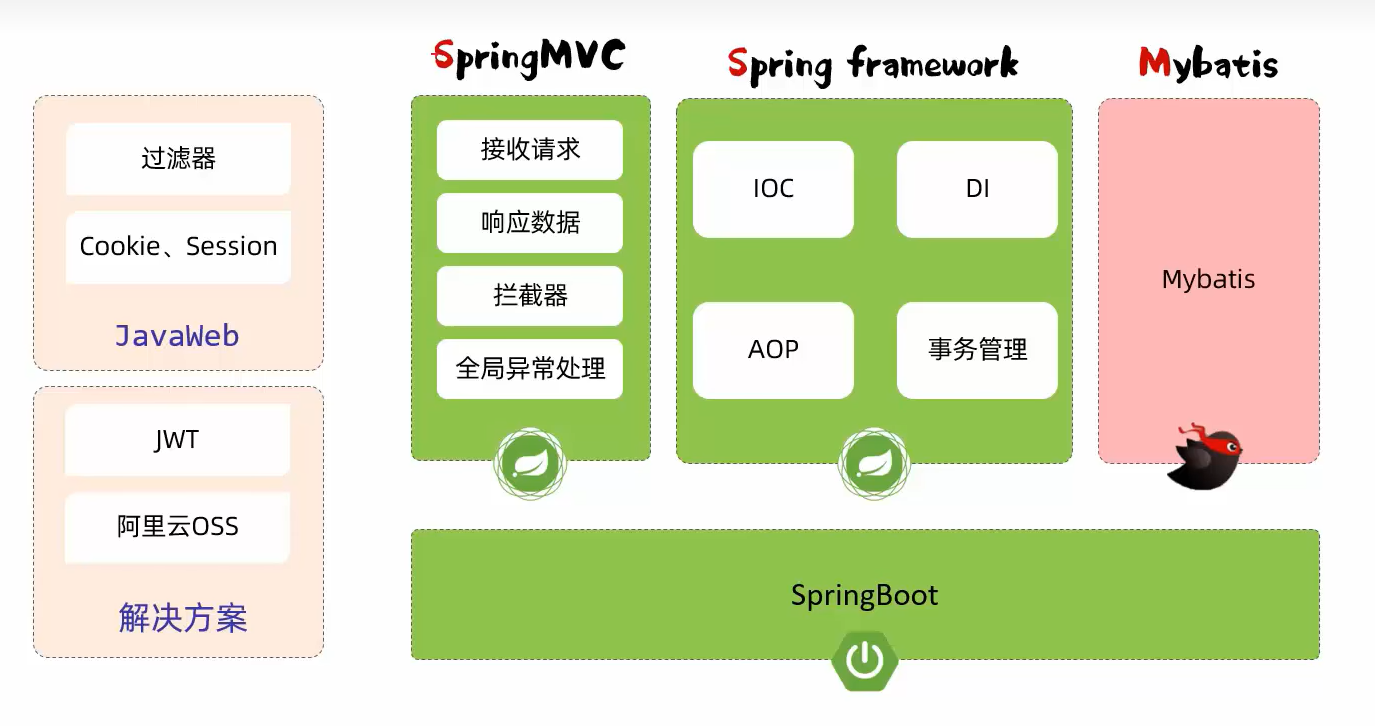 过滤器
Cookie、Session
JavaWeb
JWT
阿里云OSS
解决方案
SpringMVC
接收请求
响应数据
拦截器
全局异常处理
Spring framework
IOC
DI
AOP
事务管理
Mybatis
Mybatis
SpringBoot